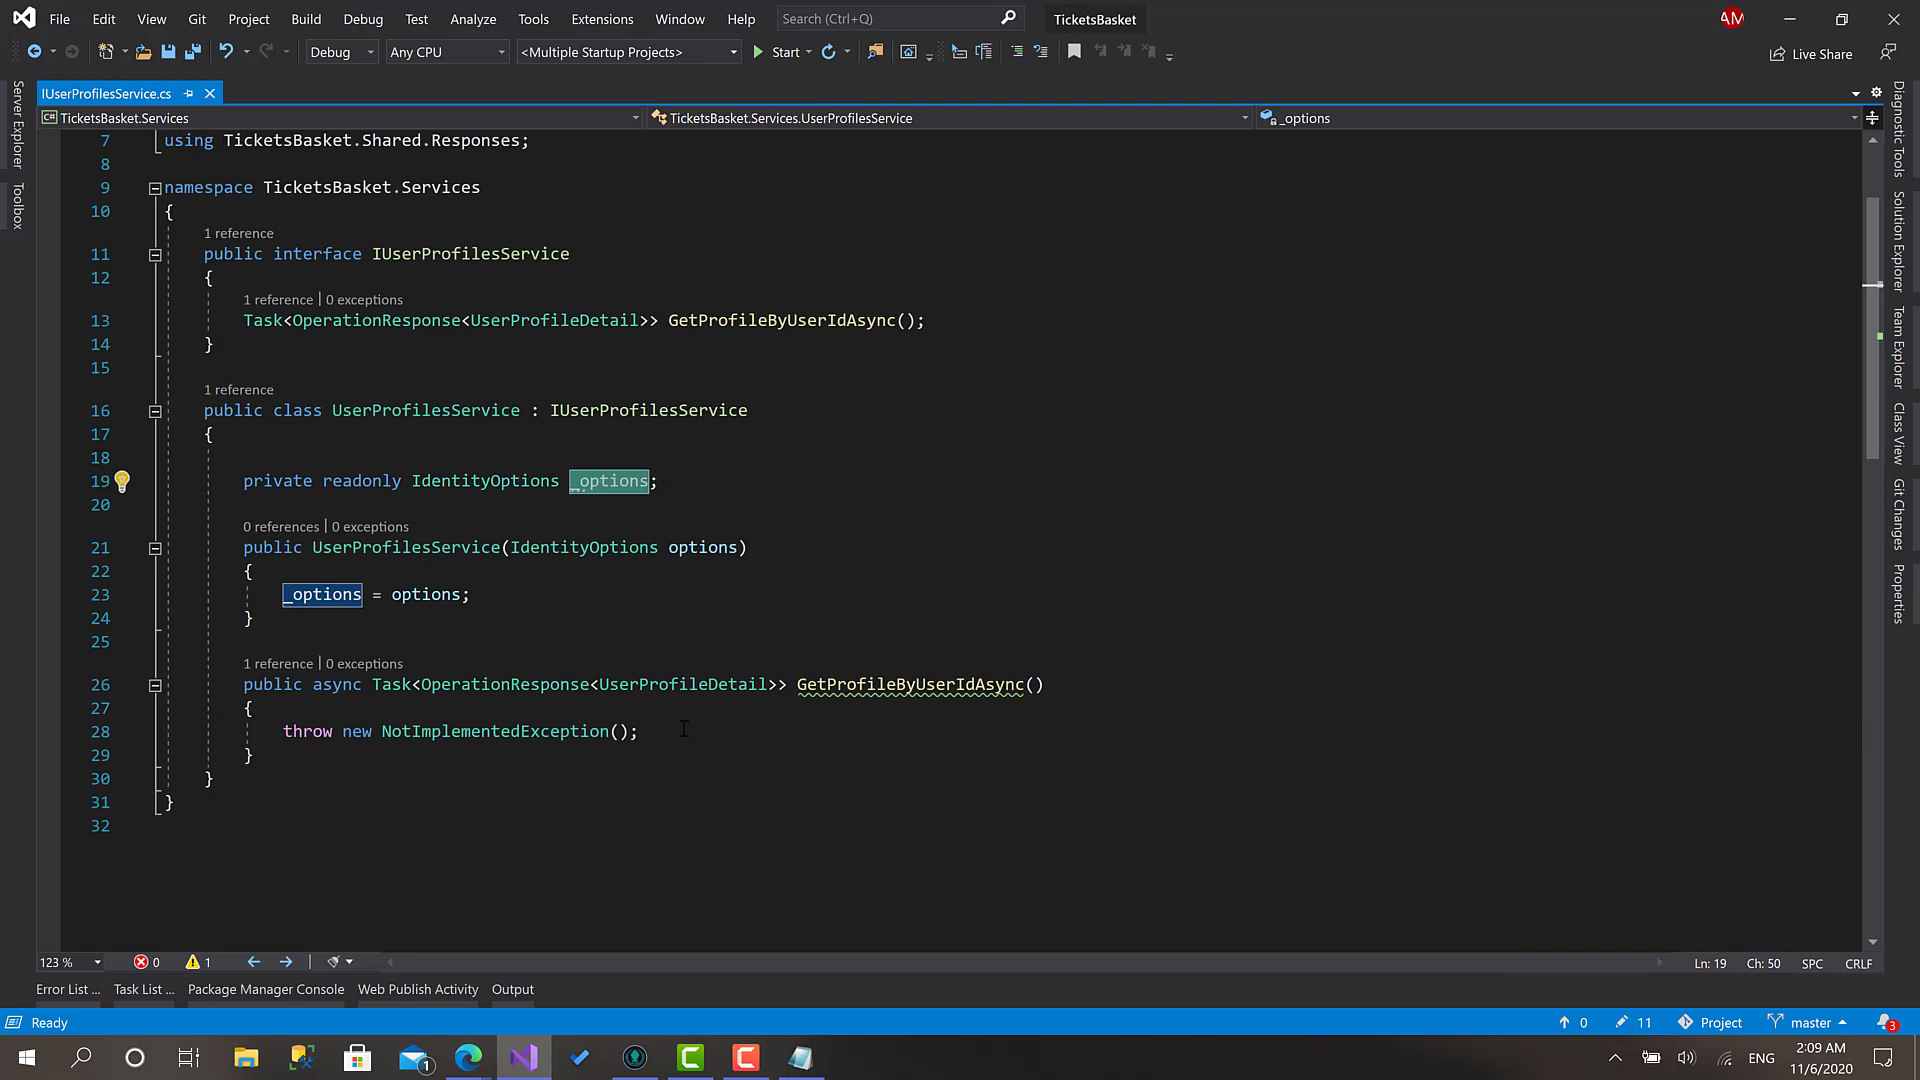 File Edit View Git Project Build Debug Test Analyze Tools Extensions Window Help Search (Ctrl+Q) TicketsBasket AM
Debug Any CPU <Multiple Startup Projects> Start Live Share
IUserProfilesService.cs
TicketsBasket.Services TicketsBasket.Services.UserProfilesService _options
7 using TicketsBasket.Shared.Responses;
8
9 namespace TicketsBasket.Services
10 {
1 reference
11 public interface IUserProfilesService
12 {
1 reference | 0 exceptions
13 Task<OperationResponse<UserProfileDetail>> GetProfileByUserIdAsync();
14 }
15
1 reference
16 public class UserProfilesService : IUserProfilesService
17 {
18
19 private readonly IdentityOptions _options;
20
0 references | 0 exceptions
21 public UserProfilesService(IdentityOptions options)
22 {
23 _options = options;
24 }
25
1 reference | 0 exceptions
26 public async Task<OperationResponse<UserProfileDetail>> GetProfileByUserIdAsync()
27 {
28 throw new NotImplementedException();
29 }
30 }
31 }
32
Server Explorer
Toolbox
Diagnostic Tools
Solution Explorer
Team Explorer
Class View
Git Changes
Properties
123 % 0 1 Ln: 19 Ch: 50 SPC CRLF
Error List ... Task List ... Package Manager Console Web Publish Activity Output
Ready 0 11 Project master 3
1 ENG 2:09 AM
11/6/2020